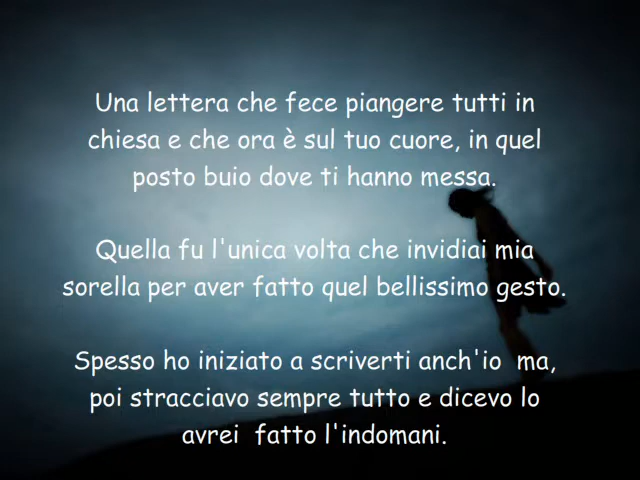 Una lettera che fece piangere tutti in
chiesa e che ora è sul tuo cuore, in quel
posto buio dove ti hanno messa.
Quella fu l'unica volta che invidiai mia
sorella per aver fatto quel bellissimo gesto.
Spesso ho iniziato a scriverti anch'io  ma,
poi stracciavo sempre tutto e dicevo lo
avrei  fatto l'indomani.